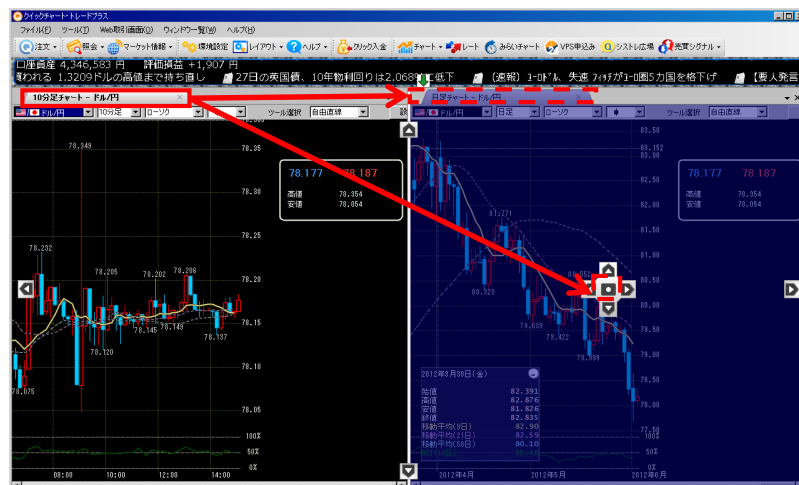 クイックチャート・トレードプラス
ファイル(F) ツール(T) Web取引画面(O) ウィンドウ一覧(W) ヘルプ(H)
注文 照会 マーケット情報 環境設定 レイアウト ヘルプ クイック入金 チャート レート みらいチャート VPS申込み シストレ広場 売買シグナル
口座資産 4,346,583 円 評価損益 +1,907 円
買われる 1.3209ドルの高値まで持ち直し 27日の英国債、10年物利回りは2.068 に低下 (速報) ユーロドル、失速 フィッチがユーロ圏5カ国を格下げ 【要人発言
10分足チャート - ドル/円
日足チャート - ドル/円
ドル/円 10分足 ローソク ツール選択 自由直線
ドル/円 日足 ローソク ツール選択 自由直線
78.349
78.35
78.30
78.25
78.20
78.15
78.10
78.05
100%
50%
0%
78.177 78.187
高値 78.354
安値 78.054
78.232
78.205
78.202
78.206
78.145
78.149
78.137
78.120
78.075
08:00 10:00 12:00 14:00
83.50
83.152
83.00
82.50
82.00
81.50
81.00
80.50
80.00
79.50
79.00
78.50
78.00
77.50
100%
50%
0%
78.177 78.187
高値 78.354
安値 78.054
81.771
80.552
80.323
79.639
79.422
78.999
2012年3月30日(金)
始値 82.391
高値 82.876
安値 81.826
終値 82.835
移動平均(9日) 82.90
移動平均(21日) 82.59
移動平均(50日) 80.10
2012年4月 2012年5月 2012年6月